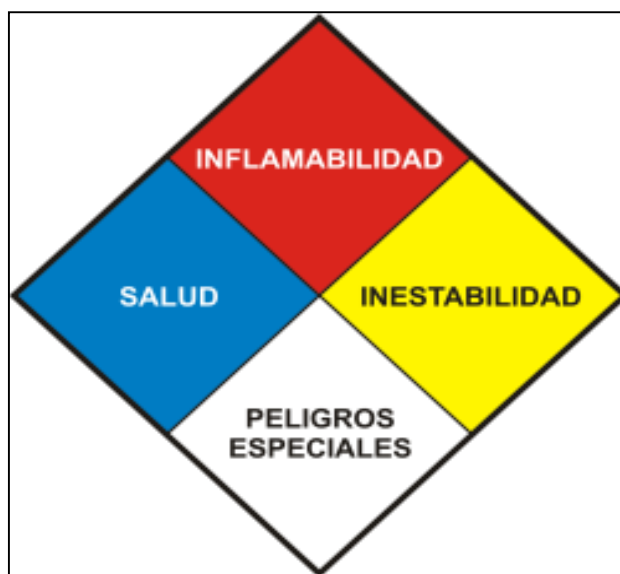 INFLAMABILIDAD
SALUD
INESTABILIDAD
PELIGROS
ESPECIALES